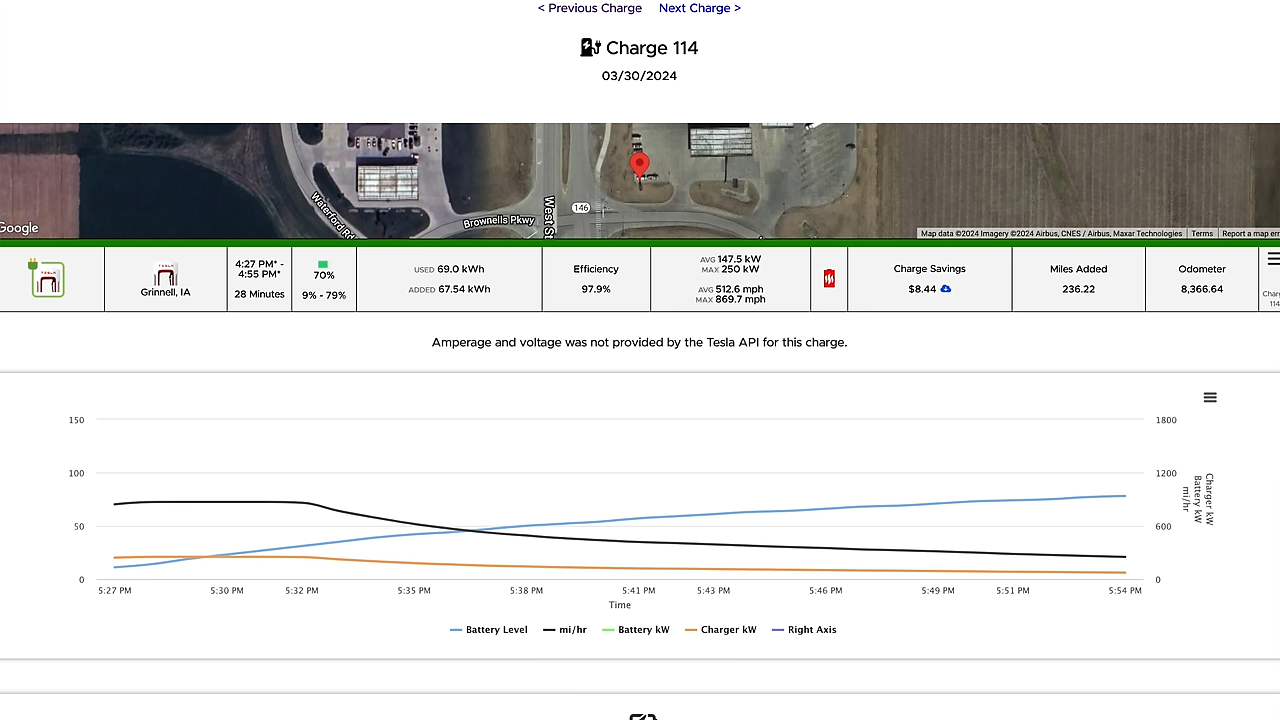 < Previous Charge Next Charge >
Charge 114
03/30/2024
Waterford Rd
Brownells Pkwy
West St
146
Google
Map data ©2024 Imagery ©2024 Airbus, CNES / Airbus, Maxar Technologies Terms Report a map err
TESLA
Grinnell, IA
4:27 PM* -
4:55 PM*
28 Minutes
70%
9% - 79%
USED 69.0 kWh
ADDED 67.54 kWh
Efficiency
97.9%
AVG 147.5 kW
MAX 250 kW
AVG 512.6 mph
MAX 869.7 mph
Charge Savings
$8.44
Miles Added
236.22
Odometer
8,366.64
Charg
114
Amperage and voltage was not provided by the Tesla API for this charge.
150 1800
100 1200
50 600
0 0
Charger kW
Battery kW
mi/hr
5:27 PM 5:30 PM 5:32 PM 5:35 PM 5:38 PM 5:41 PM 5:43 PM 5:46 PM 5:49 PM 5:51 PM 5:54 PM
Time
Battery Level mi/hr Battery kW Charger kW Right Axis